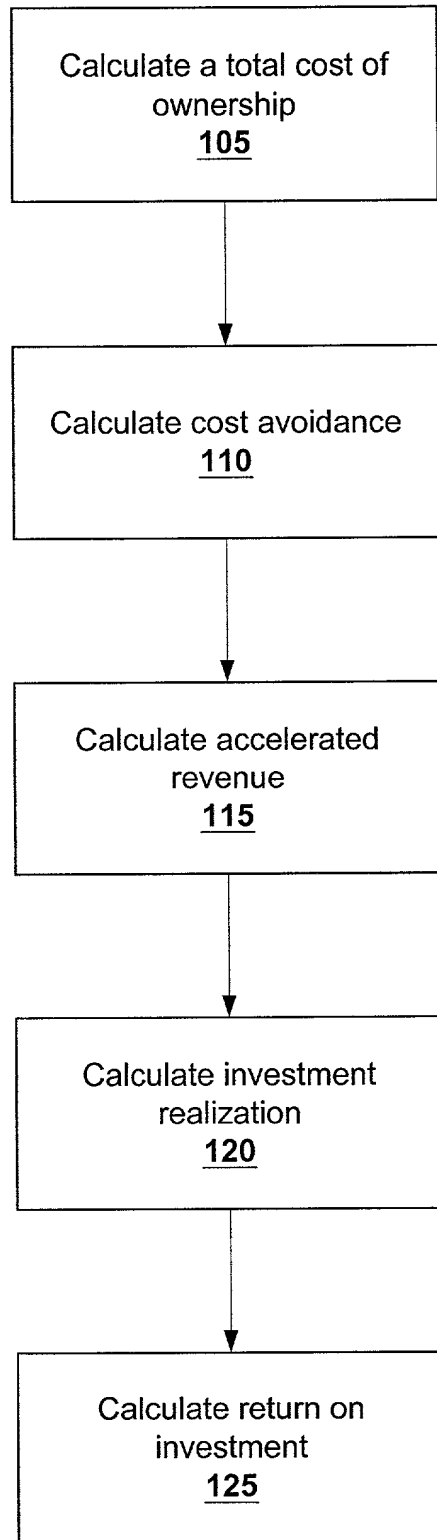 Calculate a total cost of
ownership
105
Calculate cost avoidance
110
Calculate accelerated
revenue
115
Calculate investment
realization
120
Calculate return on
investment
125